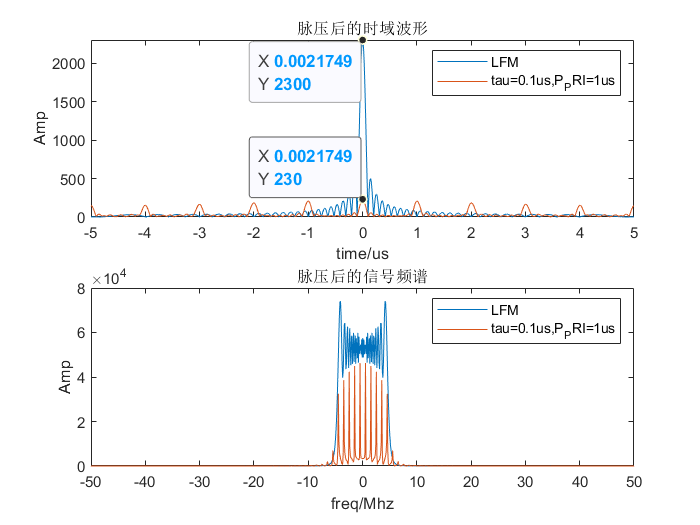 脉压后的时域波形
2000
1500
1000
500
0
Amp
X 0.0021749
Y 2300
X 0.0021749
Y 230
LFM
tau=0.1us,PPRI=1us
-5 -4 -3 -2 -1 0 1 2 3 4 5
time/us
脉压后的信号频谱
×10^4
8
6
4
2
0
Amp
LFM
tau=0.1us,PPRI=1us
-50 -40 -30 -20 -10 0 10 20 30 40 50
freq/Mhz